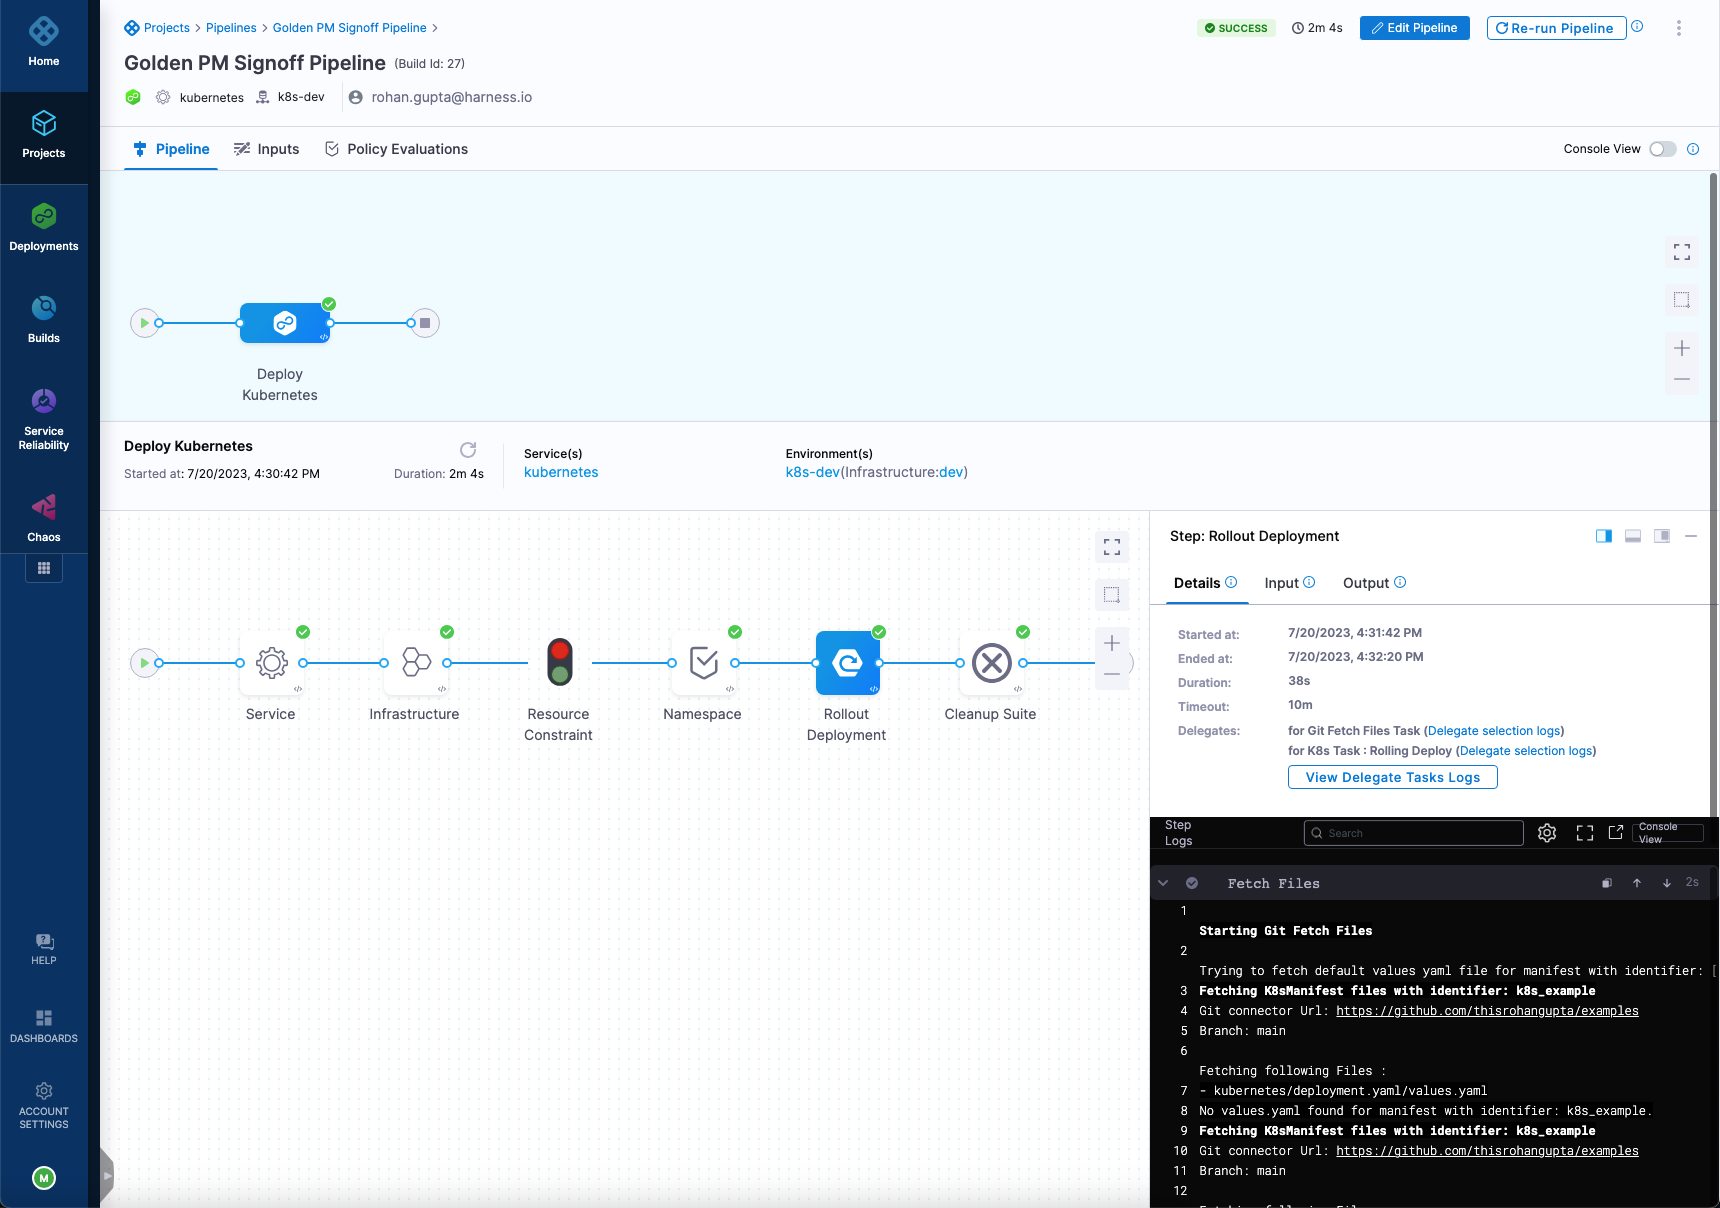 Home
Projects
Deployments
Builds
Service
Reliability
Chaos
HELP
DASHBOARDS
ACCOUNT
SETTINGS
M
Projects > Pipelines > Golden PM Signoff Pipeline >
SUCCESS
2m 4s
Edit Pipeline
Re-run Pipeline
Golden PM Signoff Pipeline (Build Id: 27)
kubernetes k8s-dev rohan.gupta@harness.io
Pipeline Inputs Policy Evaluations
Console View
Deploy
Kubernetes
Deploy Kubernetes
Started at: 7/20/2023, 4:30:42 PM
Duration: 2m 4s
Service(s)
kubernetes
Environment(s)
k8s-dev(Infrastructure:dev)
Service
Infrastructure
Resource
Constraint
Namespace
Rollout
Deployment
Cleanup Suite
Step: Rollout Deployment
Details Input Output
Started at: 7/20/2023, 4:31:42 PM
Ended at: 7/20/2023, 4:32:20 PM
Duration: 38s
Timeout: 10m
Delegates: for Git Fetch Files Task (Delegate selection logs)
for K8s Task : Rolling Deploy (Delegate selection logs)
View Delegate Tasks Logs
Step
Logs
Search
Console
View
Fetch Files 2s
1
Starting Git Fetch Files
2
Trying to fetch default values yaml file for manifest with identifier: [
3 Fetching K8sManifest files with identifier: k8s_example
4 Git connector Url: https://github.com/thisrohangupta/examples
5 Branch: main
6
Fetching following Files :
7 - kubernetes/deployment.yaml/values.yaml
8 No values.yaml found for manifest with identifier: k8s_example.
9 Fetching K8sManifest files with identifier: k8s_example
10 Git connector Url: https://github.com/thisrohangupta/examples
11 Branch: main
12